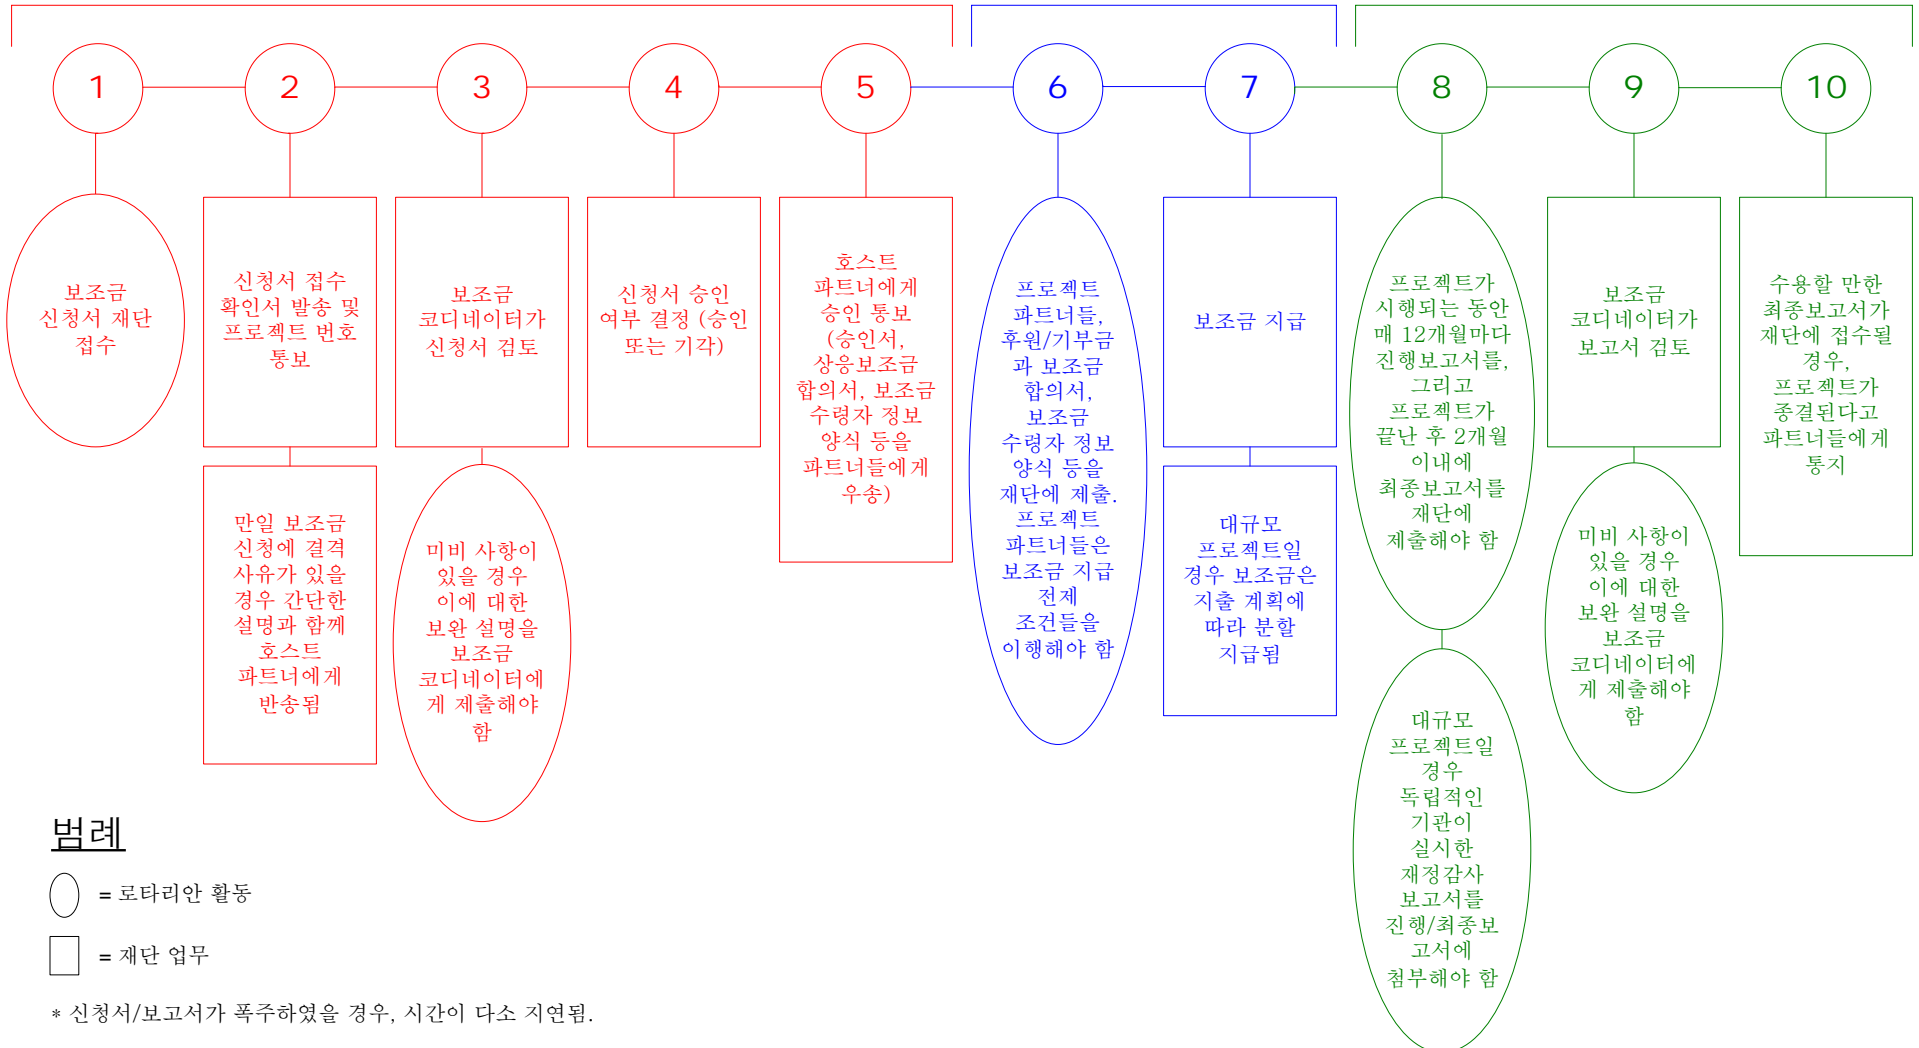 1
2
3
4
5
6
7
8
9
10
보조금
신청서 재단
접수
신청서 접수
확인서 발송 및
프로젝트 번호
통보
만일 보조금
신청에 결격
사유가 있을
경우 간단한
설명과 함께
호스트
파트너에게
반송됨
보조금
코디네이터가
신청서 검토
미비 사항이
있을 경우
이에 대한
보완 설명을
보조금
코디네이터에
게 제출해야
함
신청서 승인
여부 결정 (승인
또는 기각)
호스트
파트너에게
승인 통보
(승인서,
상응보조금
합의서, 보조금
수령자 정보
양식 등을
파트너들에게
우송)
프로젝트
파트너들,
후원/기부금
과 보조금
합의서,
보조금
수령자 정보
양식 등을
재단에 제출.
프로젝트
파트너들은
보조금 지급
전제
조건들을
이행해야 함
보조금 지급
대규모
프로젝트일
경우 보조금은
지출 계획에
따라 분할
지급됨
프로젝트가
시행되는 동안
매 12개월마다
진행보고서를,
그리고
프로젝트가
끝난 후 2개월
이내에
최종보고서를
재단에
제출해야 함
대규모
프로젝트일
경우
독립적인
기관이
실시한
재정감사
보고서를
진행/최종보
고서에
첨부해야 함
보조금
코디네이터가
보고서 검토
미비 사항이
있을 경우
이에 대한
보완 설명을
보조금
코디네이터에
게 제출해야
함
수용할 만한
최종보고서가
재단에 접수될
경우,
프로젝트가
종결된다고
파트너들에게
통지
범례
= 로타리안 활동
= 재단 업무
* 신청서/보고서가 폭주하였을 경우, 시간이 다소 지연됨.